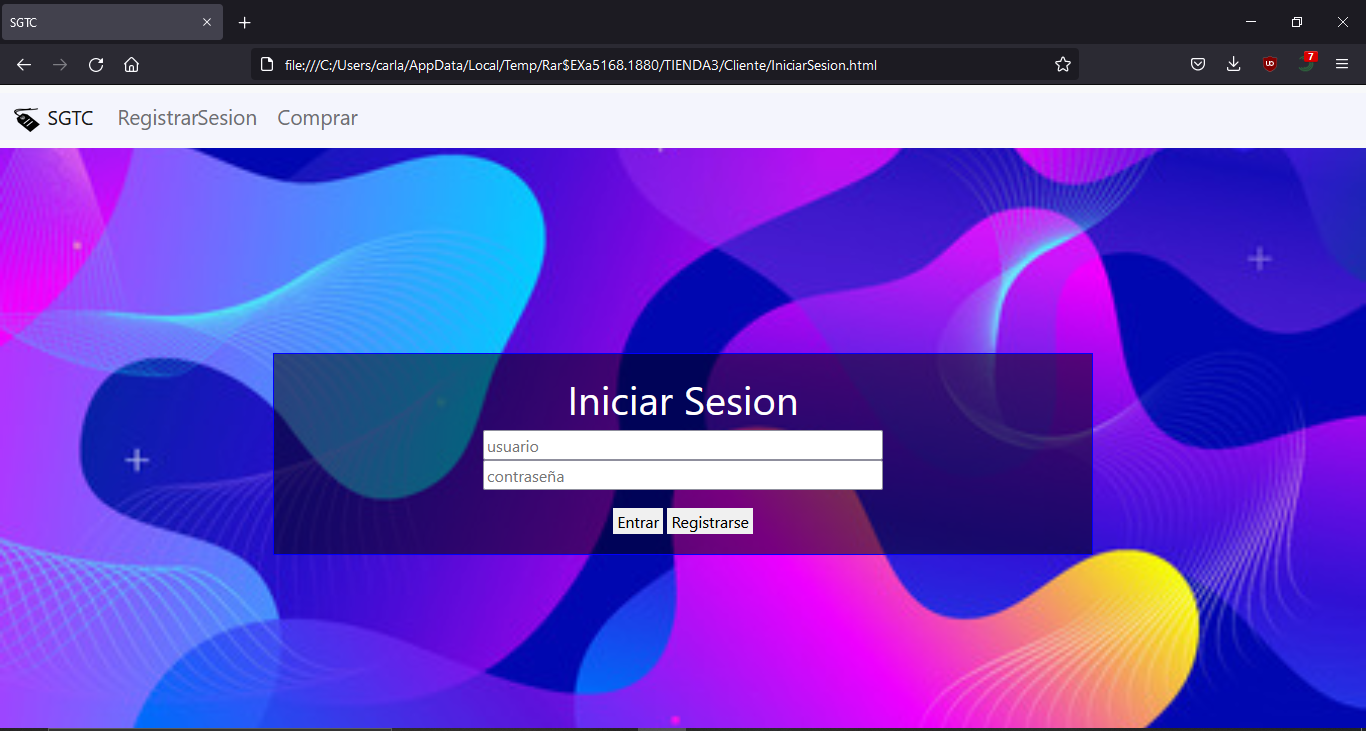 SGTC
file:///C:/Users/carla/AppData/Local/Temp/Rar$EXa5168.1880/TIENDA3/Cliente/IniciarSesion.html
7
SGTC RegistrarSesion Comprar
Iniciar Sesion
usuario
contraseña
Entrar Registrarse